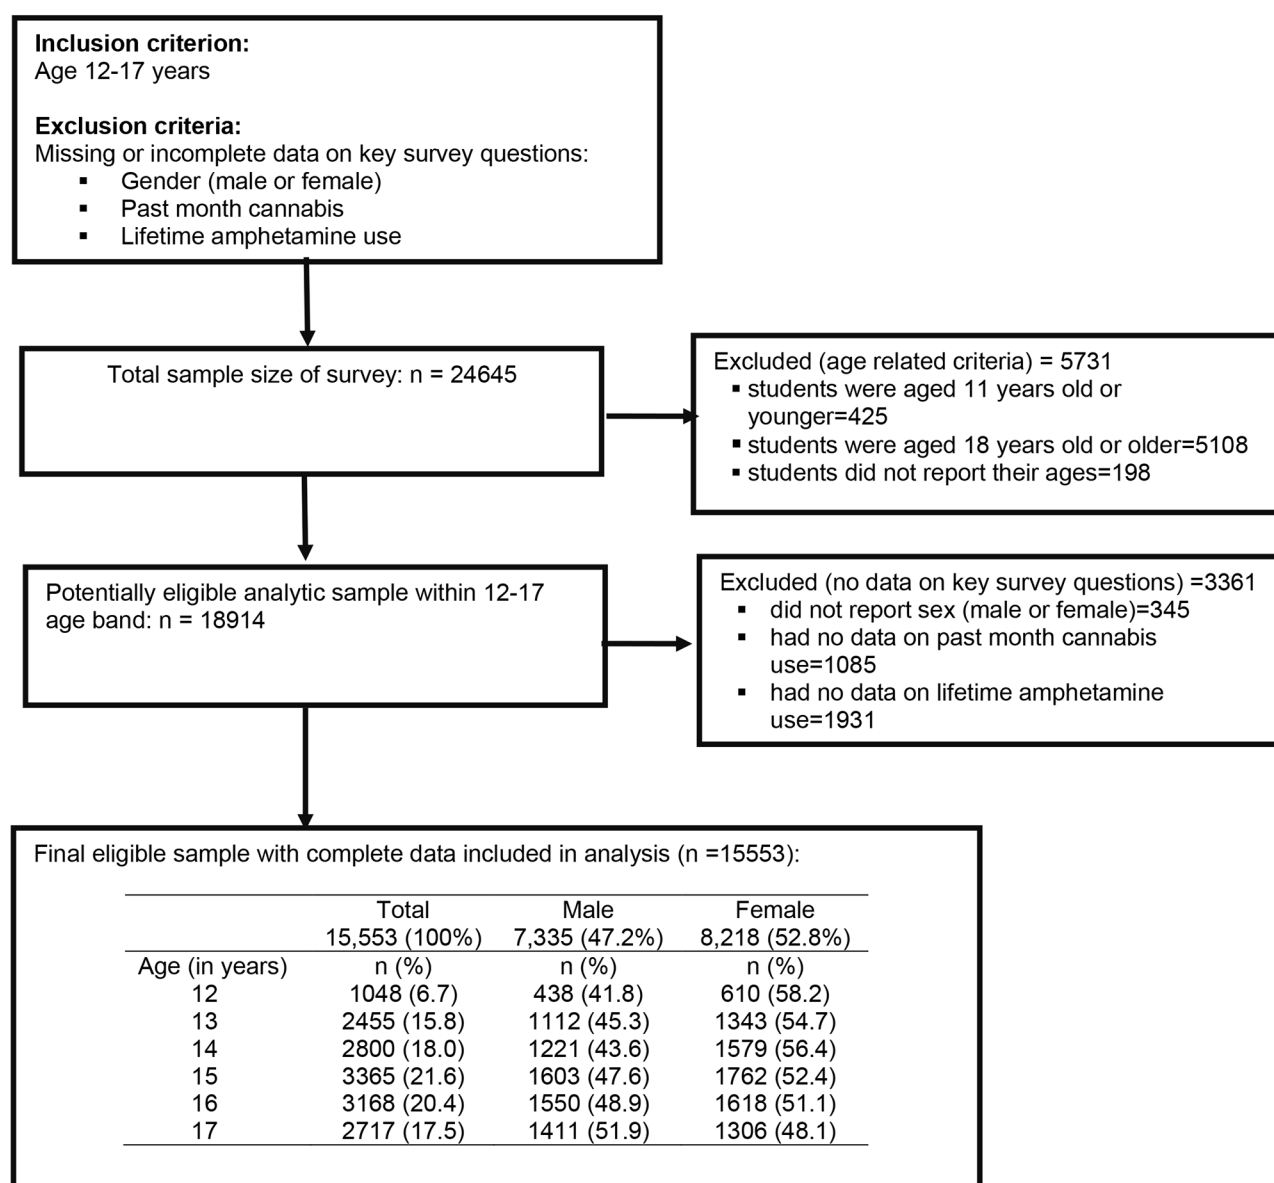 Inclusion criterion:
Age 12-17 years
Exclusion criteria:
Missing or incomplete data on key survey questions:
▪ Gender (male or female)
▪ Past month cannabis
▪ Lifetime amphetamine use
Total sample size of survey: n = 24645
Excluded (age related criteria) = 5731
▪ students were aged 11 years old or
younger=425
▪ students were aged 18 years old or older=5108
▪ students did not report their ages=198
Potentially eligible analytic sample within 12-17
age band: n = 18914
Excluded (no data on key survey questions) =3361
▪ did not report sex (male or female)=345
▪ had no data on past month cannabis
use=1085
▪ had no data on lifetime amphetamine
use=1931
Final eligible sample with complete data included in analysis (n =15553):
Total Male Female
15,553 (100%) 7,335 (47.2%) 8,218 (52.8%)
Age (in years) n (%) n (%) n (%)
12 1048 (6.7) 438 (41.8) 610 (58.2)
13 2455 (15.8) 1112 (45.3) 1343 (54.7)
14 2800 (18.0) 1221 (43.6) 1579 (56.4)
15 3365 (21.6) 1603 (47.6) 1762 (52.4)
16 3168 (20.4) 1550 (48.9) 1618 (51.1)
17 2717 (17.5) 1411 (51.9) 1306 (48.1)